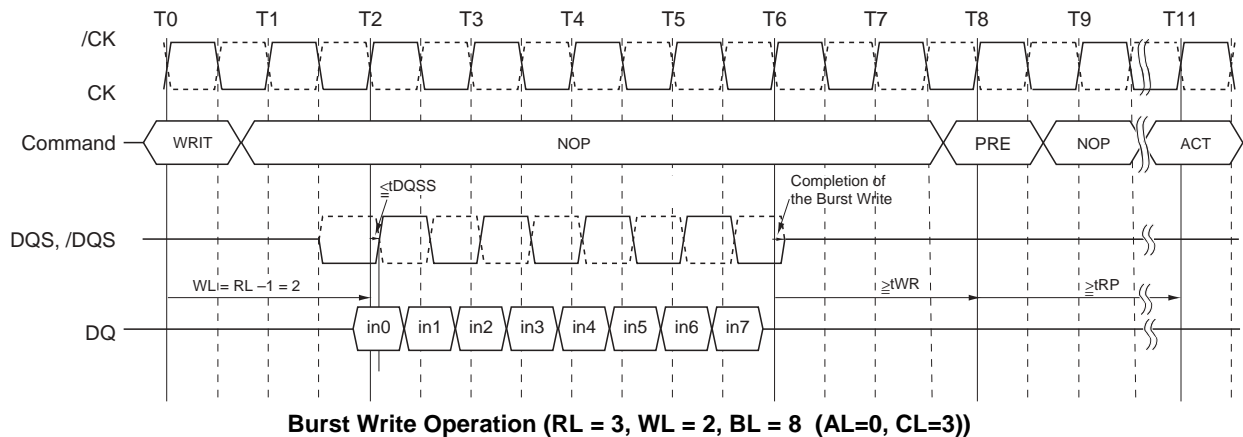 T0 T1 T2 T3 T4 T5 T6 T7 T8 T9 T11
/CK
CK
Command WRIT NOP PRE NOP ACT
≦tDQSS
Completion of
the Burst Write
DQS, /DQS
WL = RL –1 = 2 ≧tWR ≧tRP
DQ in0 in1 in2 in3 in4 in5 in6 in7
Burst Write Operation (RL = 3, WL = 2, BL = 8 (AL=0, CL=3))